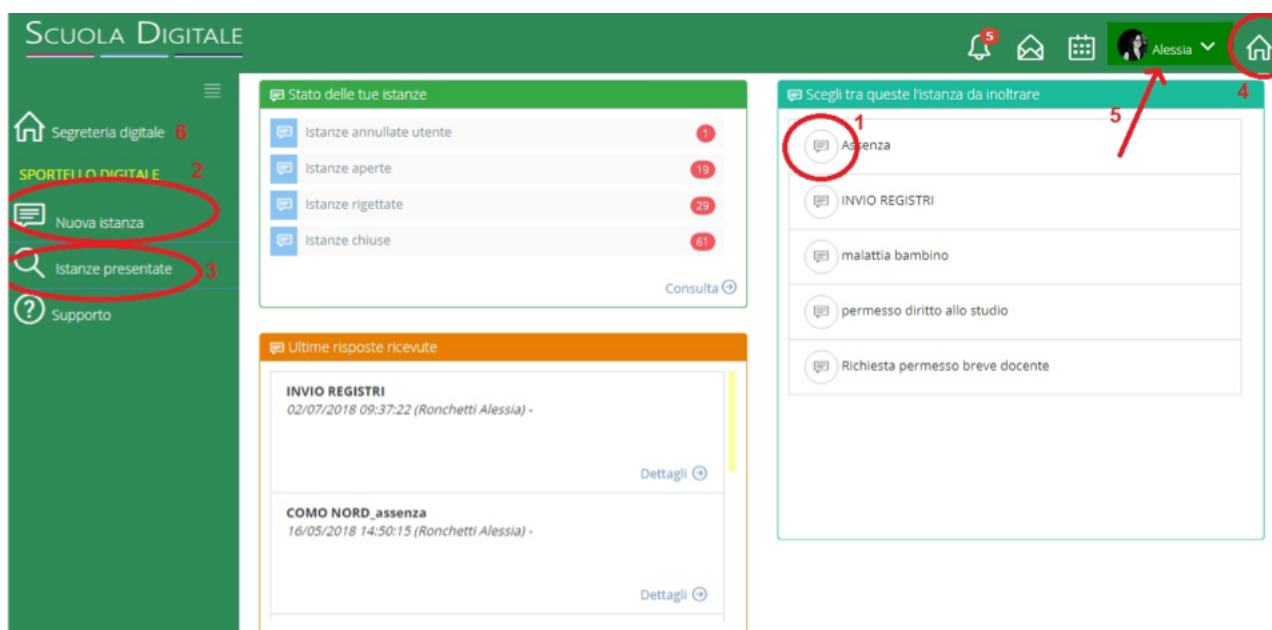 SCUOLA DIGITALE
5
Alessia
4
5
Segreteria digitale 6
SPORTELLO DIGITALE 2
Nuova istanza
Istanze presentate 3
Supporto
Stato delle tue istanze
Istanze annullate utente 1
Istanze aperte 19
Istanze rigettate 29
Istanze chiuse 61
Consulta
Ultime risposte ricevute
INVIO REGISTRI
02/07/2018 09:37:22 (Ronchetti Alessia) -
Dettagli
COMO NORD_assenza
16/05/2018 14:50:15 (Ronchetti Alessia) -
Dettagli
Scegli tra queste l'istanza da inoltrare
1
Assenza
INVIO REGISTRI
malattia bambino
permesso diritto allo studio
Richiesta permesso breve docente